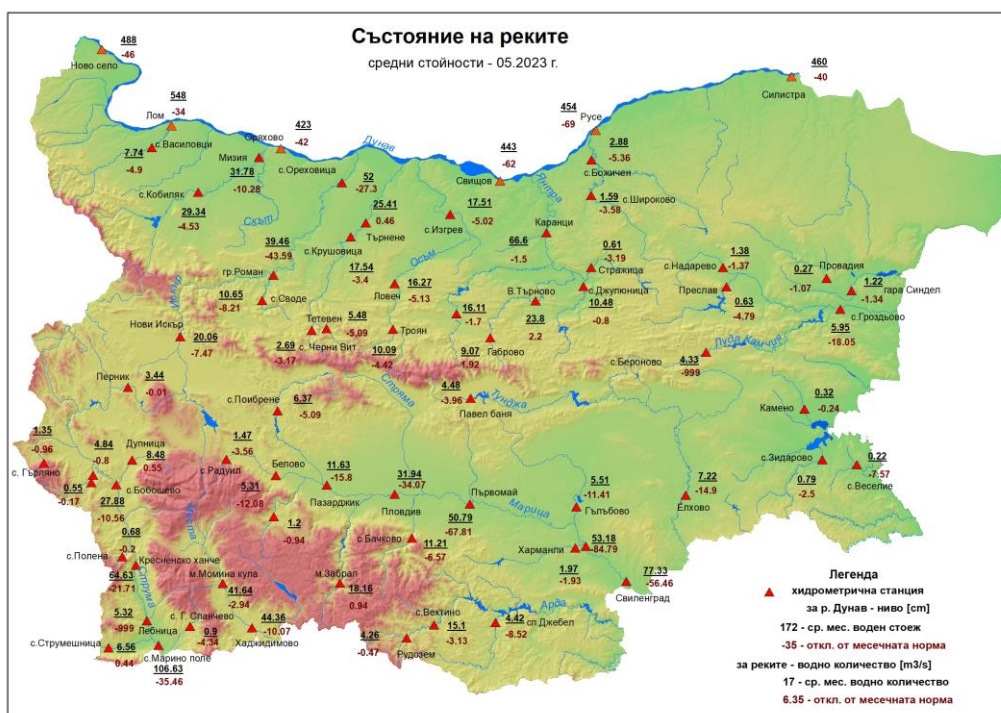 Състояние на реките
средни стойности - 05.2023 г.
488
-46
Ново село
548
-34
Лом
с.Василовци
7.74
-4.9
423
-42
Оряхово
Мизия
31.78
-10.28
с.Кобиляк
29.34
-4.53
Дунав
с.Ореховица
52
-27.3
443
-62
Свищов
454
-69
Русе
460
-40
Силистра
2.88
-5.36
с.Божичен
1.59
-3.58
с.Широково
Янтра
Каранци
66.6
-1.5
17.51
-5.02
с.Изгрев
25.41
0.46
Търнене
с.Крушовица
17.54
-3.4
Скът
Осъм
Искър
39.46
-43.59
гр.Роман
10.65
-8.21
с.Своде
Ловеч
16.27
-5.13
0.61
-3.19
Стражица
с.Джулюница
10.48
-0.8
В.Търново
23.8
2.2
16.11
-1.7
Габрово
9.07
1.92
Троян
10.09
-4.42
Тетевен
5.48
-5.09
с. Черни Вит
2.69
-3.17
Нови Искър
20.06
-7.47
с.Надарево
1.38
-1.37
Преслав
0.63
-4.79
Провадия
0.27
-1.07
1.22
-1.34
гара Синдел
с.Гроздьово
5.95
-18.05
Луда Камчия
с.Бероново
4.33
-999
Перник
3.44
-0.01
с.Поибрене
6.37
-5.09
Стряма
4.48
-3.96
Павел баня
Тунджа
Камено
0.32
-0.24
с.Зидарово
0.79
-2.5
0.22
-7.57
с.Веселие
1.35
-0.96
с. Гърляно
4.84
-0.8
0.55
-0.17
Дупница
8.48
0.55
с.Бобошево
27.88
-10.56
1.47
-3.56
с.Радуил
Белово
5.31
-12.08
1.2
-0.94
11.63
-15.8
Пазарджик
31.94
-34.07
Пловдив
Първомай
50.79
-67.81
Марица
5.51
-11.41
Гълъбово
7.22
-14.9
Елхово
с.Бачково
11.21
-6.57
Харманли
53.18
-84.79
1.97
-1.93
77.33
-56.46
Свиленград
0.68
-0.2
с.Полена
Кресненско ханче
64.63
-21.71
Струма
Места
м.Момина кула
41.64
-2.94
м.Забрал
18.16
0.94
5.32
-999
Лебница
с. Г. Спанчево
0.9
-4.34
44.36
-10.07
Хаджидимово
с.Струмешница
6.56
0.44
с.Марино поле
106.63
-35.46
4.26
-0.47
Рудозем
с.Вехтино
15.1
-3.13
Арда
4.42
-8.52
сп.Джебел
Легенда
хидрометрична станция
за р. Дунав - ниво [cm]
172 - ср. мес. воден стоеж
-35 - откл. от месечната норма
за реките - водно количество [m3/s]
17 - ср. мес. водно количество
6.35 - откл. от месечната норма